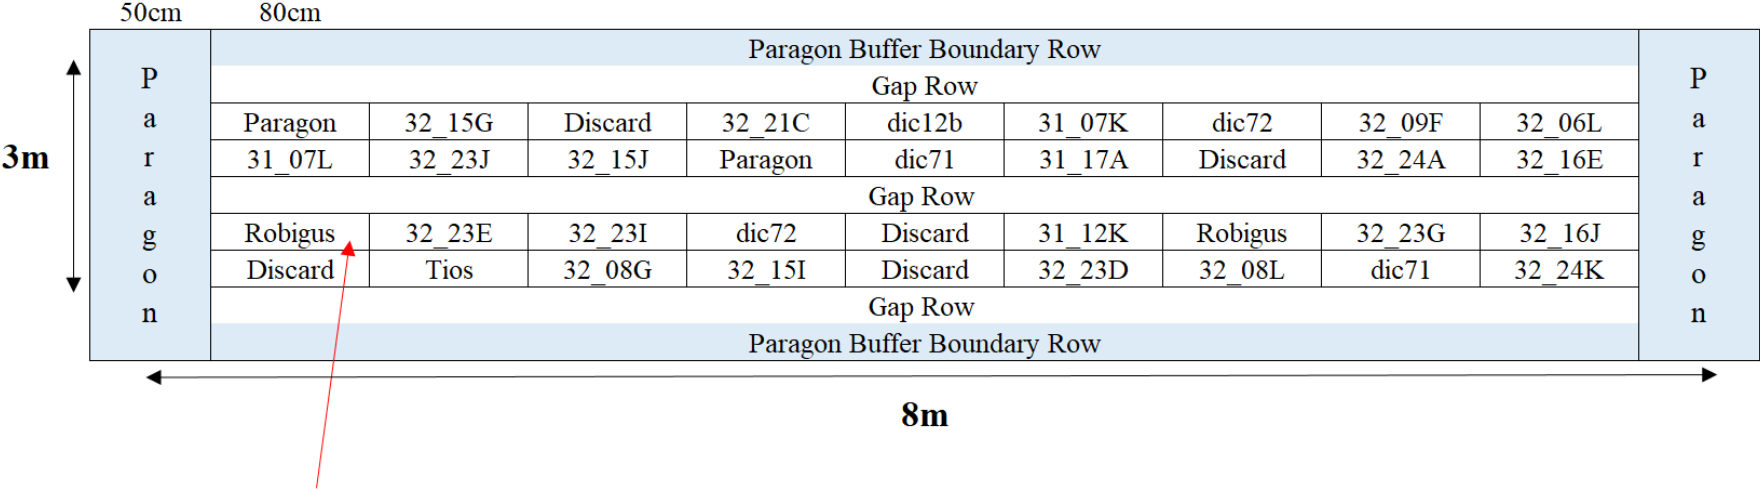 50cm 80cm
Paragon Buffer Boundary Row
Gap Row
Paragon 32_15G Discard 32_21C dic12b 31_07K dic72 32_09F 32_06L
31_07L 32_23J 32_15J Paragon dic71 31_17A Discard 32_24A 32_16E
Gap Row
Robigus 32_23E 32_23I dic72 Discard 31_12K Robigus 32_23G 32_16J
Discard Tios 32_08G 32_15I Discard 32_23D 32_08L dic71 32_24K
Gap Row
Paragon Buffer Boundary Row
Paragon
Paragon
3m
8m